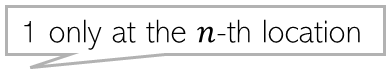 1 only at the n-th location